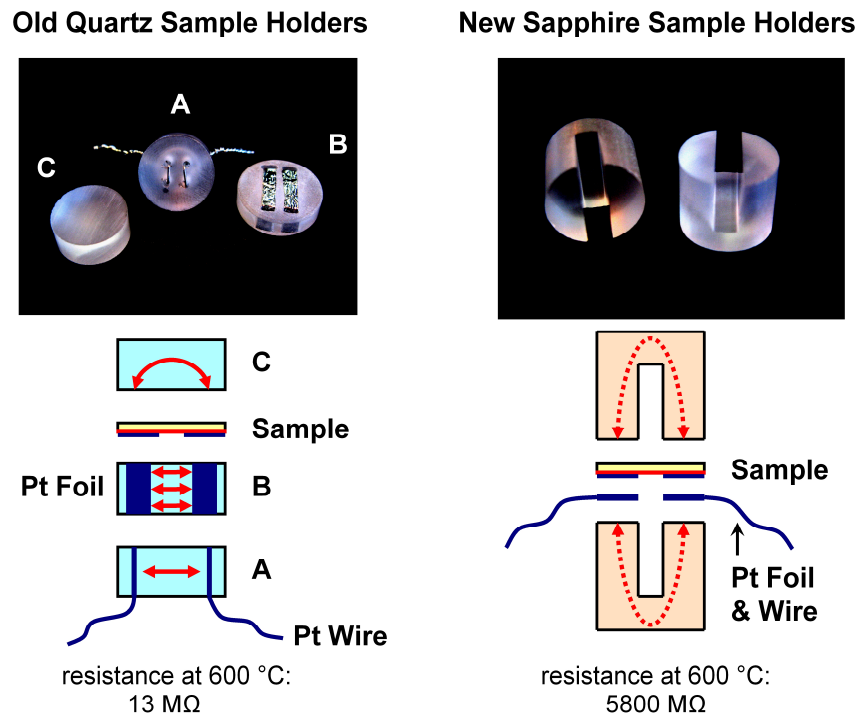 Old Quartz Sample Holders
A
B
C
C
Sample
Pt Foil
B
A
Pt Wire
resistance at 600 °C:
13 MΩ
New Sapphire Sample Holders
Sample
Pt Foil
& Wire
resistance at 600 °C:
5800 MΩ